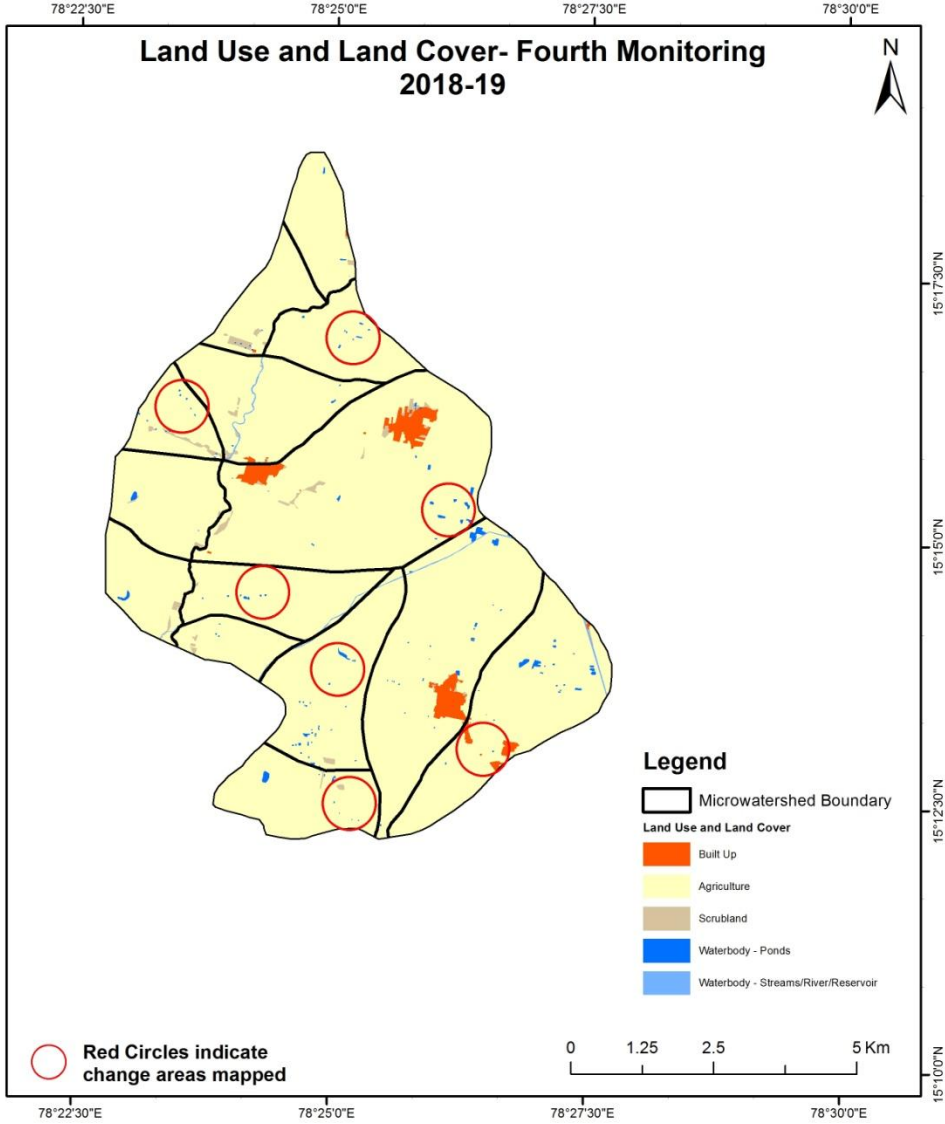 78°22'30"E 78°25'0"E 78°27'30"E 78°30'0"E
Land Use and Land Cover- Fourth Monitoring
2018-19
N
15°17'30"N
15°15'0"N
15°12'30"N
15°10'0"N
Legend
Microwatershed Boundary
Land Use and Land Cover
Built Up
Agriculture
Scrubland
Waterbody - Ponds
Waterbody - Streams/River/Reservoir
Red Circles indicate
change areas mapped
0 1.25 2.5 5 Km
78°22'30"E 78°25'0"E 78°27'30"E 78°30'0"E